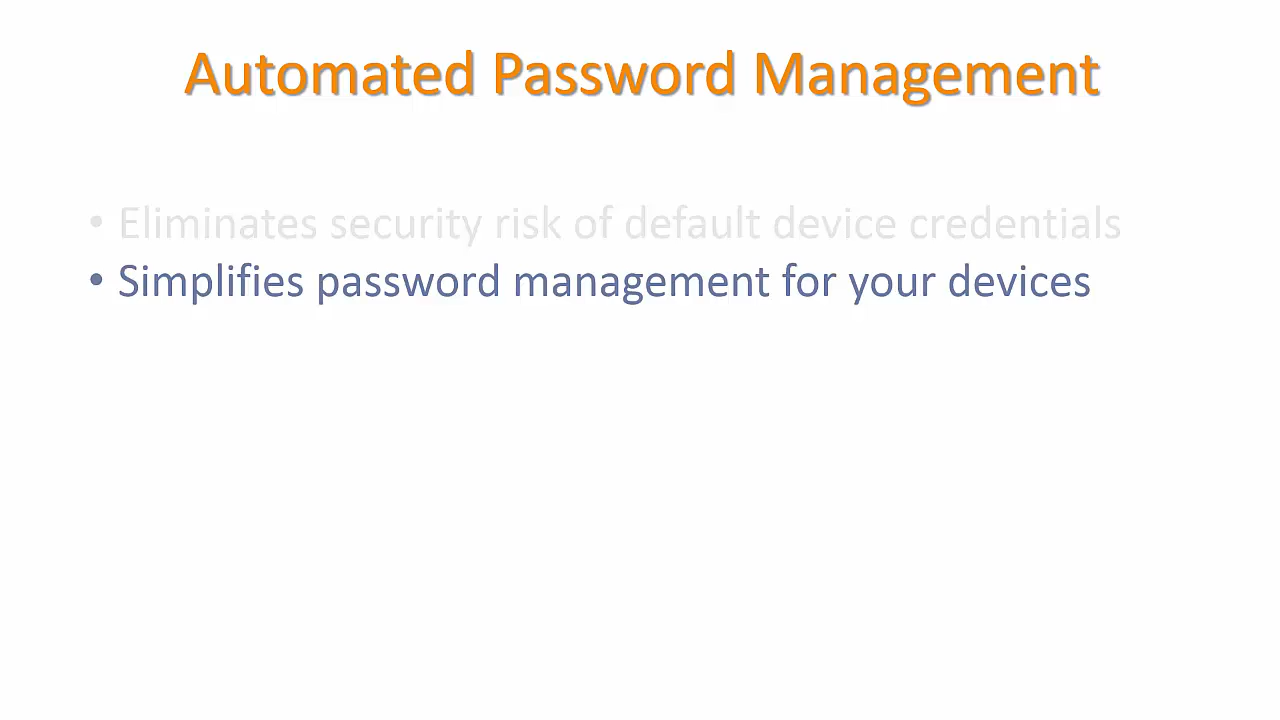 Automated Password Management
• Eliminates security risk of default device credentials
• Simplifies password management for your devices